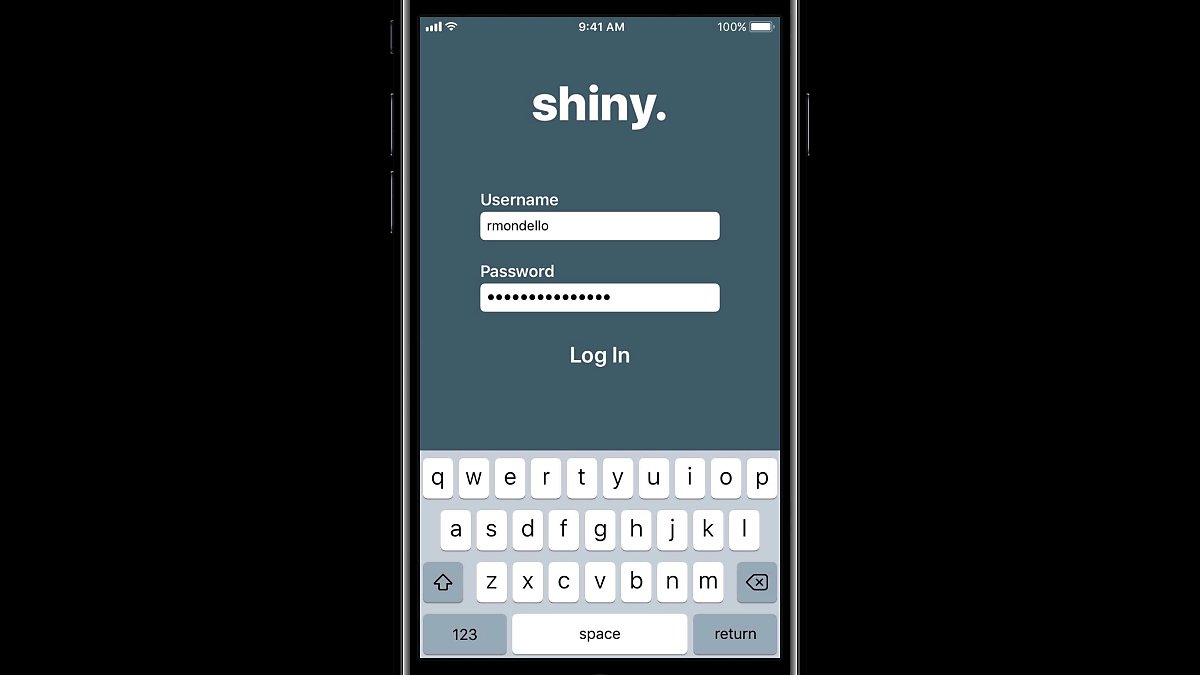 9:41 AM 100%
shiny.
Username
rmondello
Password
•••••••••••••••
Log In
q w e r t y u i o p
a s d f g h j k l
z x c v b n m
123 space return